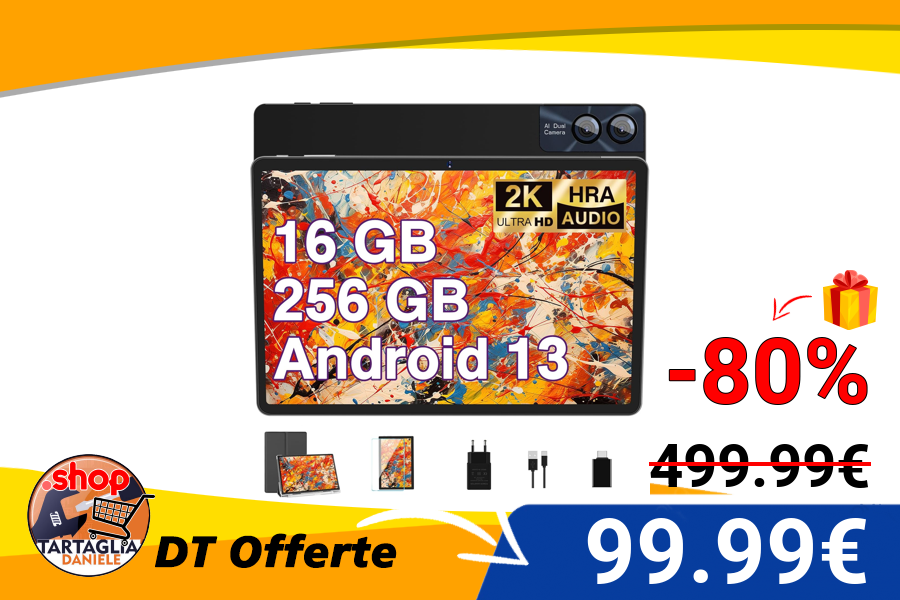 AI Dual
Camera
2K
ULTRA HD
HRA
AUDIO
16 GB
256 GB
Android 13
-80%
499.99€
99.99€
.shop
TARTAGLIA
DANIELE
DT Offerte